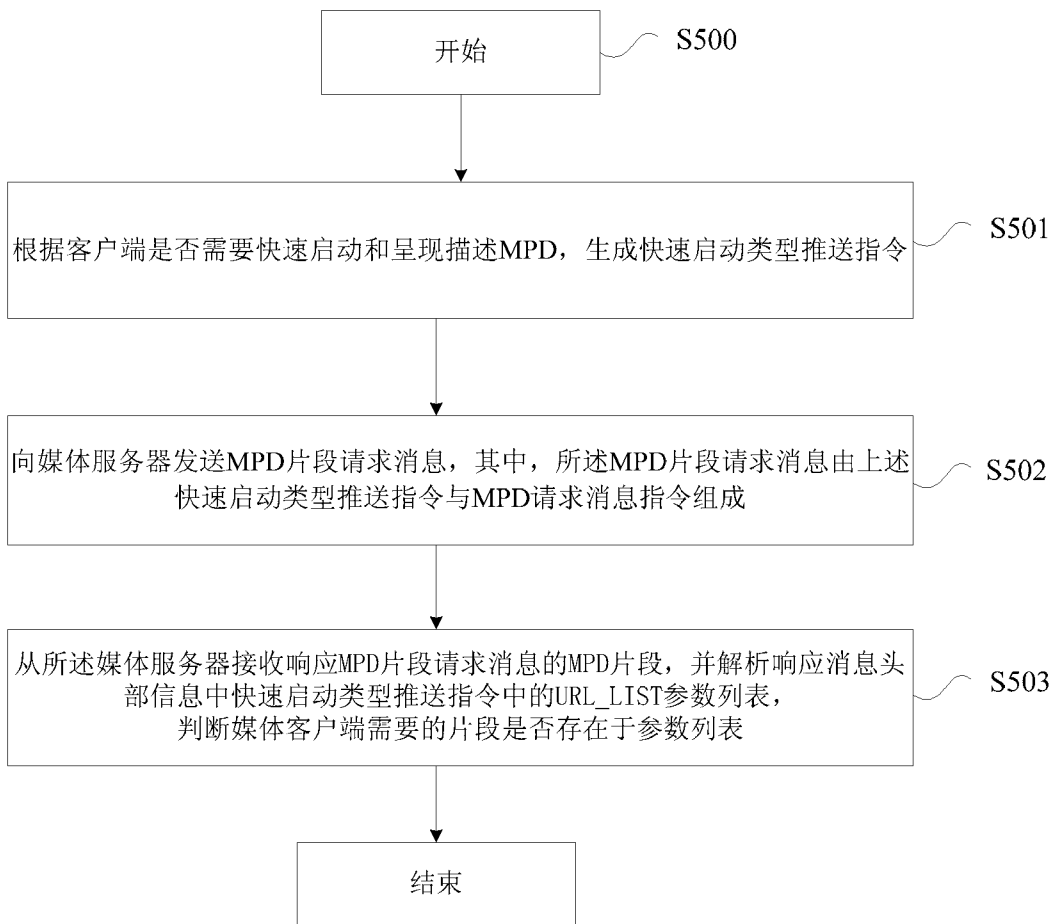 开始
S500
根据客户端是否需要快速启动和呈现描述MPD，生成快速启动类型推送指令
S501
向媒体服务器发送MPD片段请求消息，其中，所述MPD片段请求消息由上述
快速启动类型推送指令与MPD请求消息指令组成
S502
从所述媒体服务器接收响应MPD片段请求消息的MPD片段，并解析响应消息头
部信息中快速启动类型推送指令中的URL_LIST参数列表，
判断媒体客户端需要的片段是否存在于参数列表
S503
结束